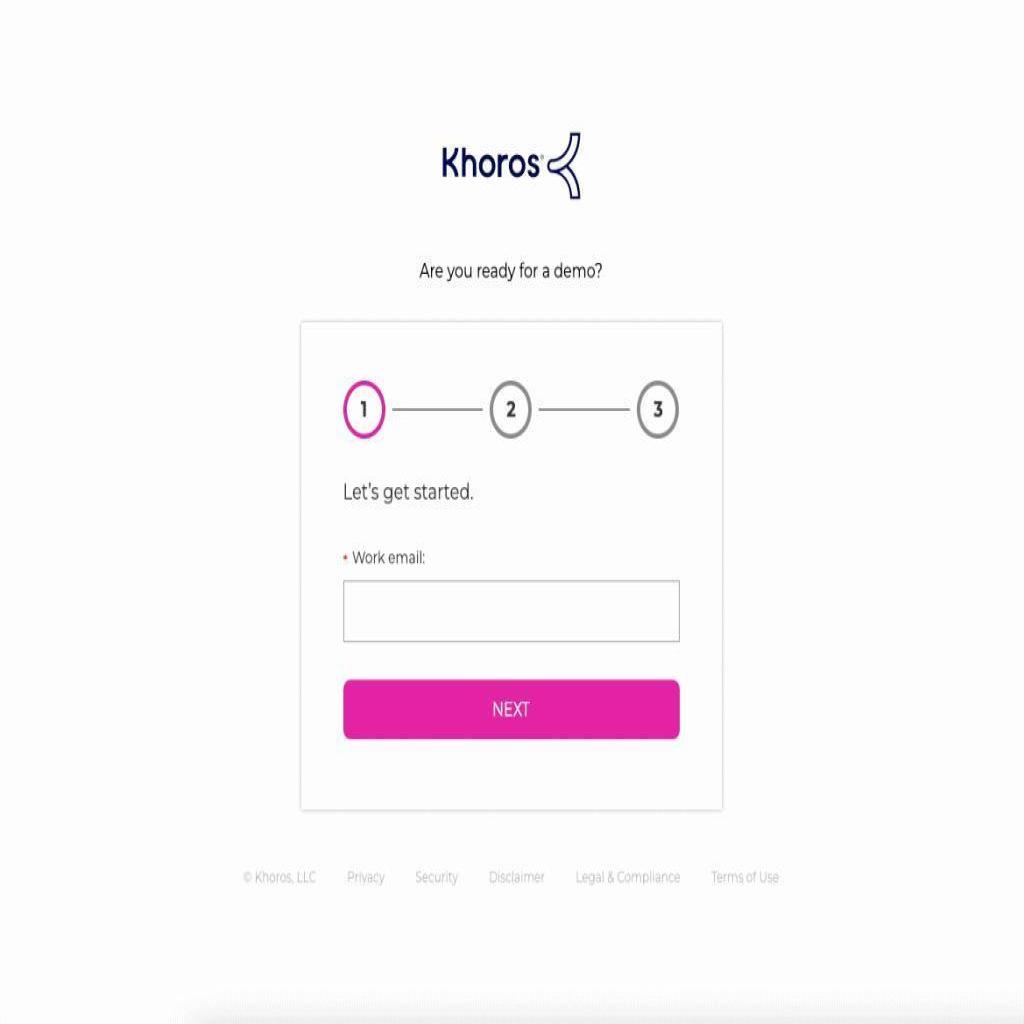 Khoros
Are you ready for a demo?
1 2 3
Let's get started.
* Work email:
NEXT
© Khoros, LLC Privacy Security Disclaimer Legal & Compliance Terms of Use